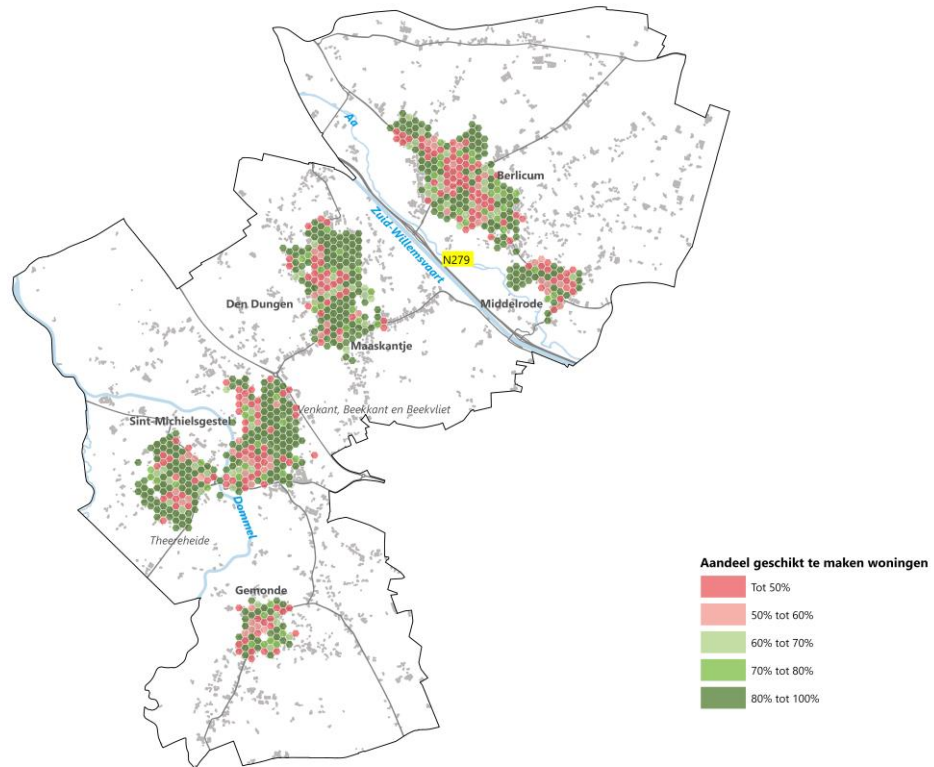 Aa
Berlicum
Zuid-Willemsvaart
N279
Middelrode
Den Dungen
Maaskantje
Venkant, Beekkant en Beekvliet
Sint-Michielsgestel
Dommel
Theereheide
Gemonde
Aandeel geschikt te maken woningen
Tot 50%
50% tot 60%
60% tot 70%
70% tot 80%
80% tot 100%